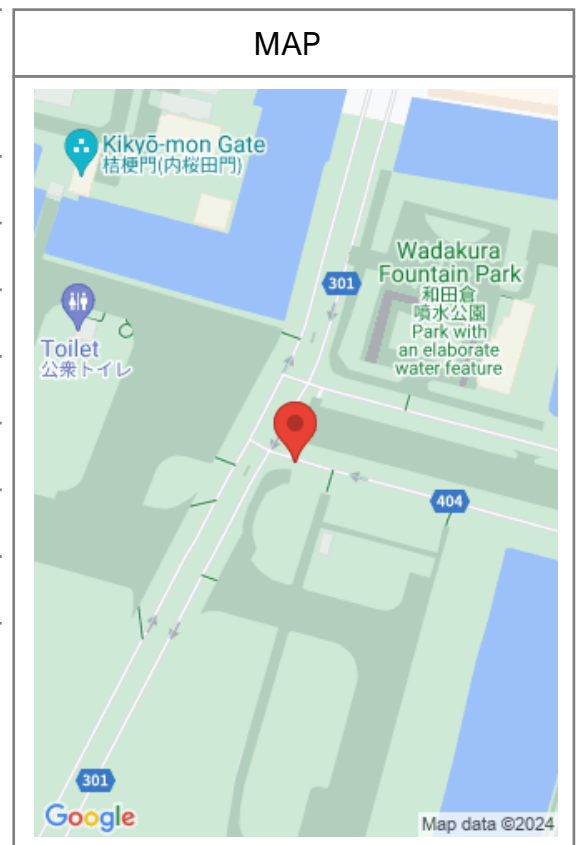 MAP
Kikyō-mon Gate
桔梗門(内桜田門)
301
Wadakura
Fountain Park
和田倉
噴水公園
Park with
an elaborate
water feature
Toilet
公衆トイレ
404
301
Google
Map data ©2024